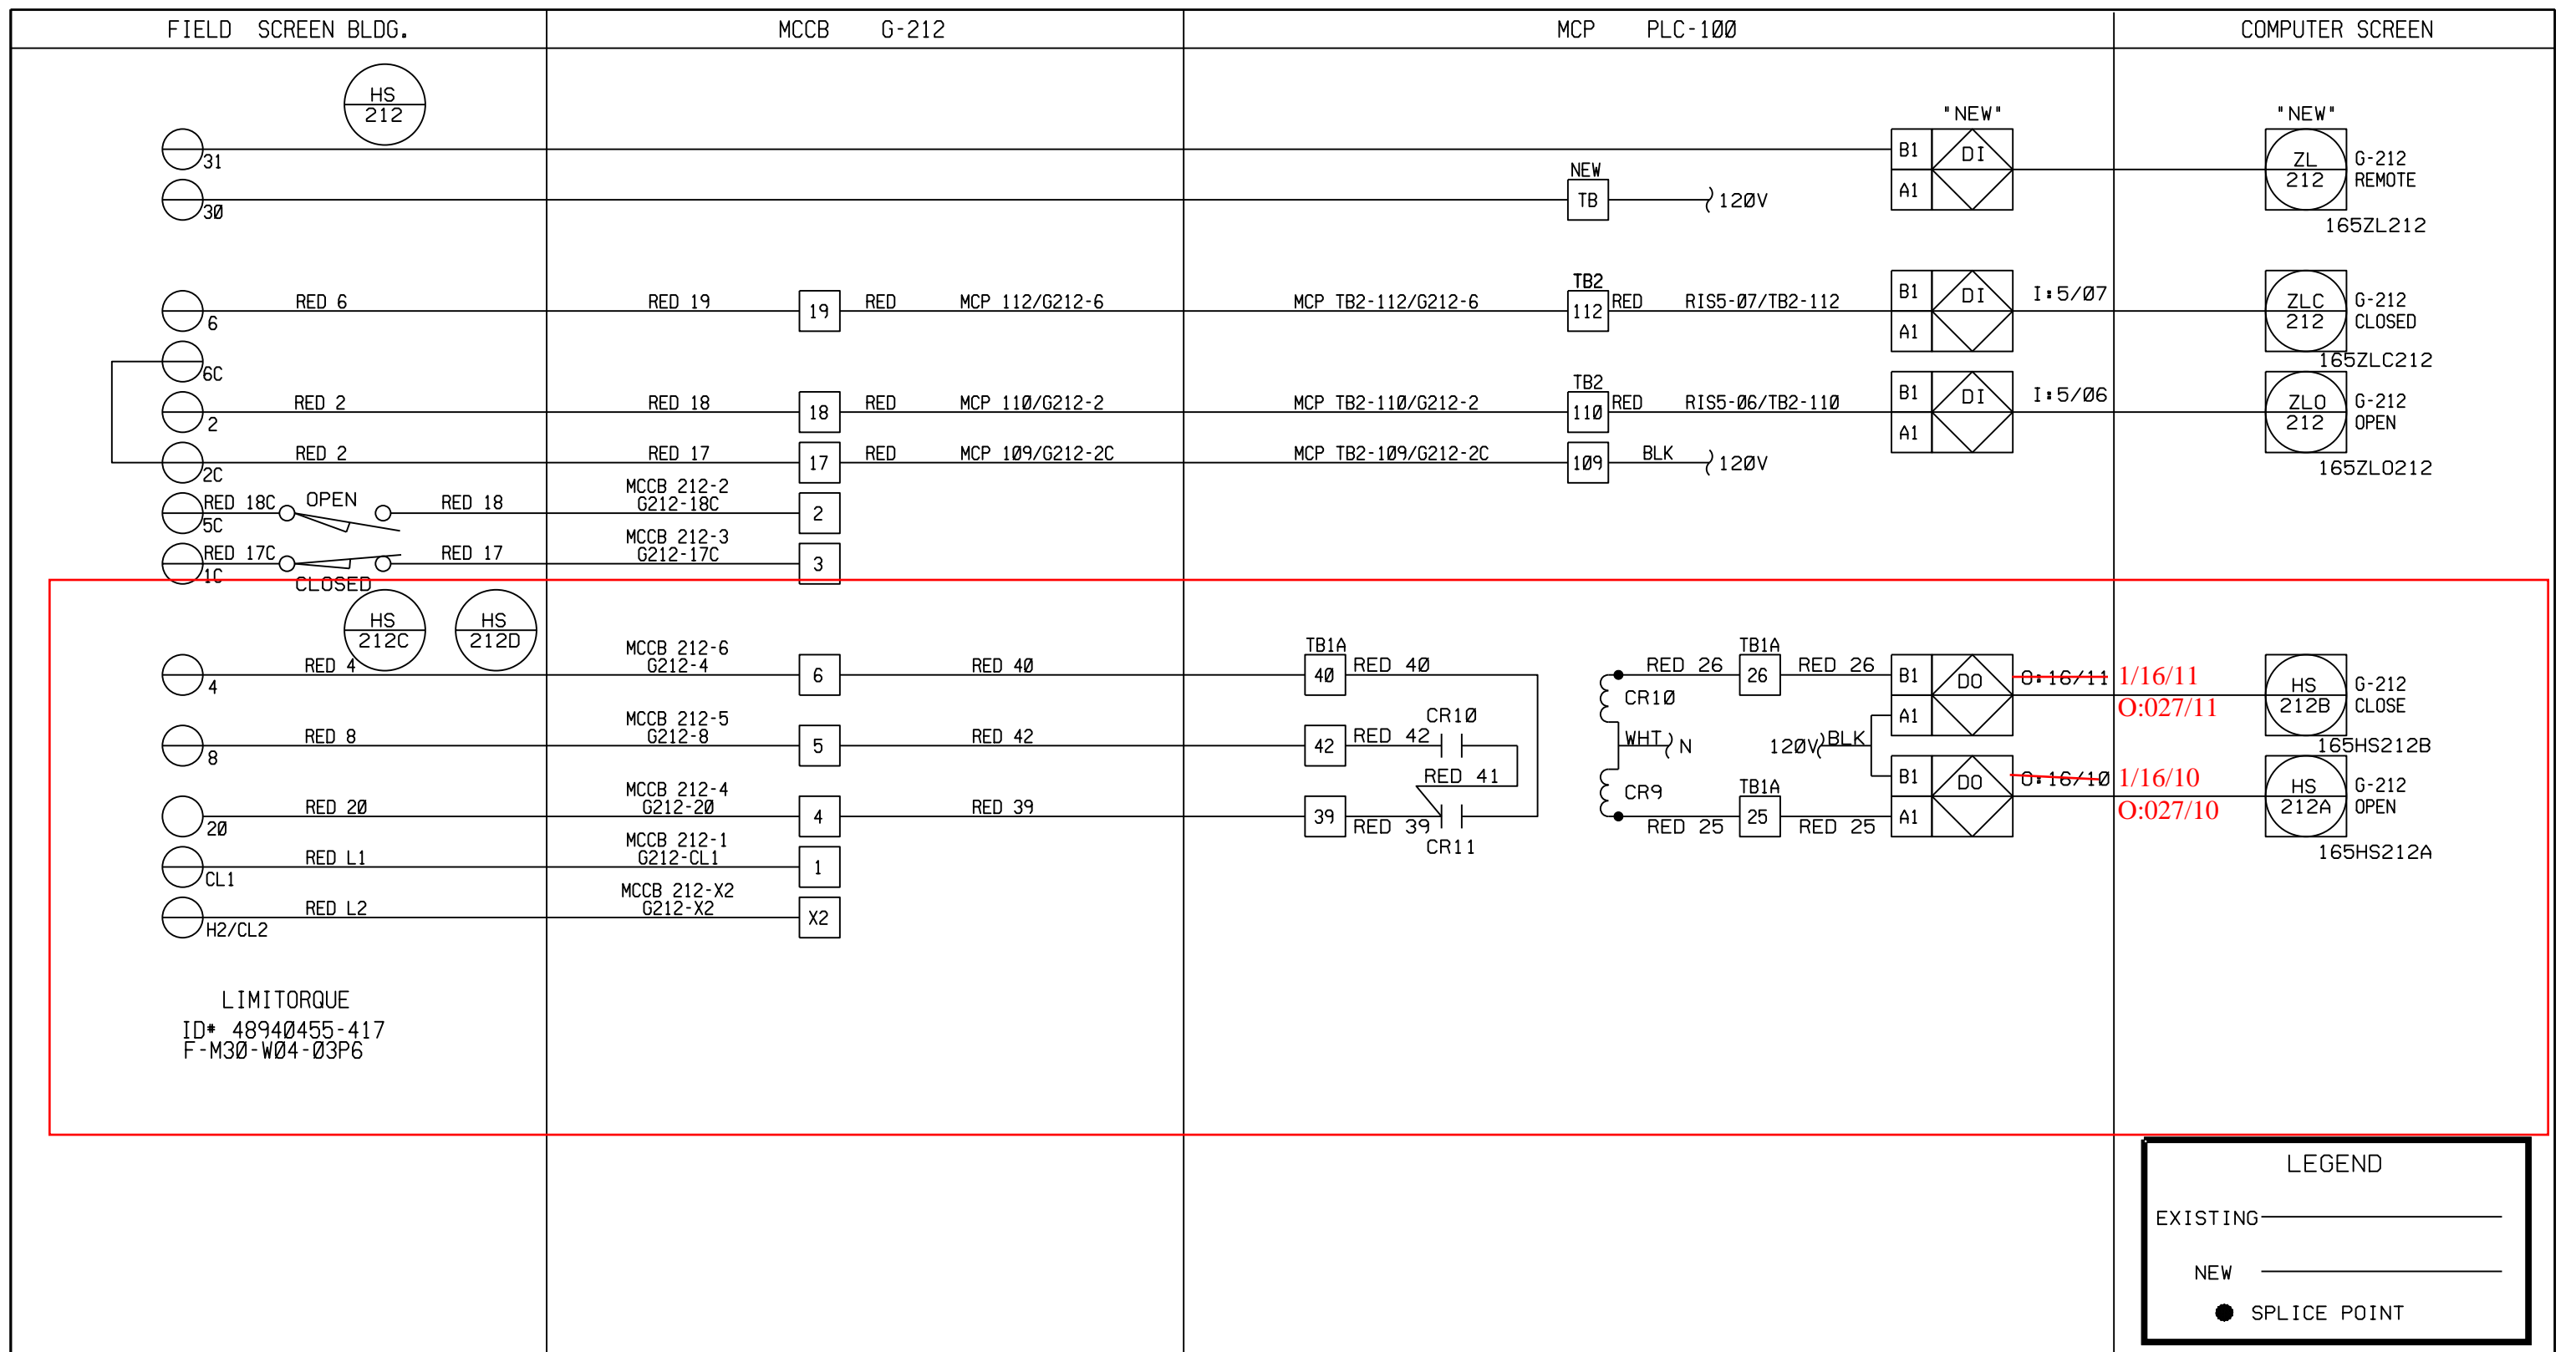 FIELD SCREEN BLDG.
MCCB G-212
MCP PLC-100
COMPUTER SCREEN
HS
212
"NEW"
"NEW"
31
B1
DI
A1
ZL
212
G-212
REMOTE
30
NEW
TB
120V
165ZL212
6
RED 6
RED 19
19
RED
MCP 112/G212-6
MCP TB2-112/G212-6
TB2
112
RED
RIS5-07/TB2-112
B1
DI
A1
I:5/07
ZLC
212
G-212
CLOSED
165ZLC212
6C
2
RED 2
RED 18
18
RED
MCP 110/G212-2
MCP TB2-110/G212-2
TB2
110
RED
RIS5-06/TB2-110
B1
DI
A1
I:5/06
ZLO
212
G-212
OPEN
165ZLO212
2C
RED 2
RED 17
17
RED
MCP 109/G212-2C
MCP TB2-109/G212-2C
109
BLK
120V
5C
RED 18C
OPEN
RED 18
MCCB 212-2
G212-18C
2
1C
RED 17C
CLOSED
RED 17
MCCB 212-3
G212-17C
3
HS
212C
HS
212D
4
RED 4
MCCB 212-6
G212-4
6
RED 40
TB1A
40
RED 40
CR10
RED 26
TB1A
26
RED 26
B1
DO
A1
O:16/11
1/16/11
O:027/11
HS
212B
G-212
CLOSE
165HS212B
8
RED 8
MCCB 212-5
G212-8
5
RED 42
42
RED 42
CR10
RED 41
WHT
N
120V
BLK
20
RED 20
MCCB 212-4
G212-20
4
RED 39
39
RED 39
CR11
CR9
RED 25
TB1A
25
RED 25
B1
DO
A1
O:16/10
1/16/10
O:027/10
HS
212A
G-212
OPEN
165HS212A
CL1
RED L1
MCCB 212-1
G212-CL1
1
H2/CL2
RED L2
MCCB 212-X2
G212-X2
X2
LIMITORQUE
ID# 48940455-417
F-M30-W04-03P6
LEGEND
EXISTING
NEW
SPLICE POINT